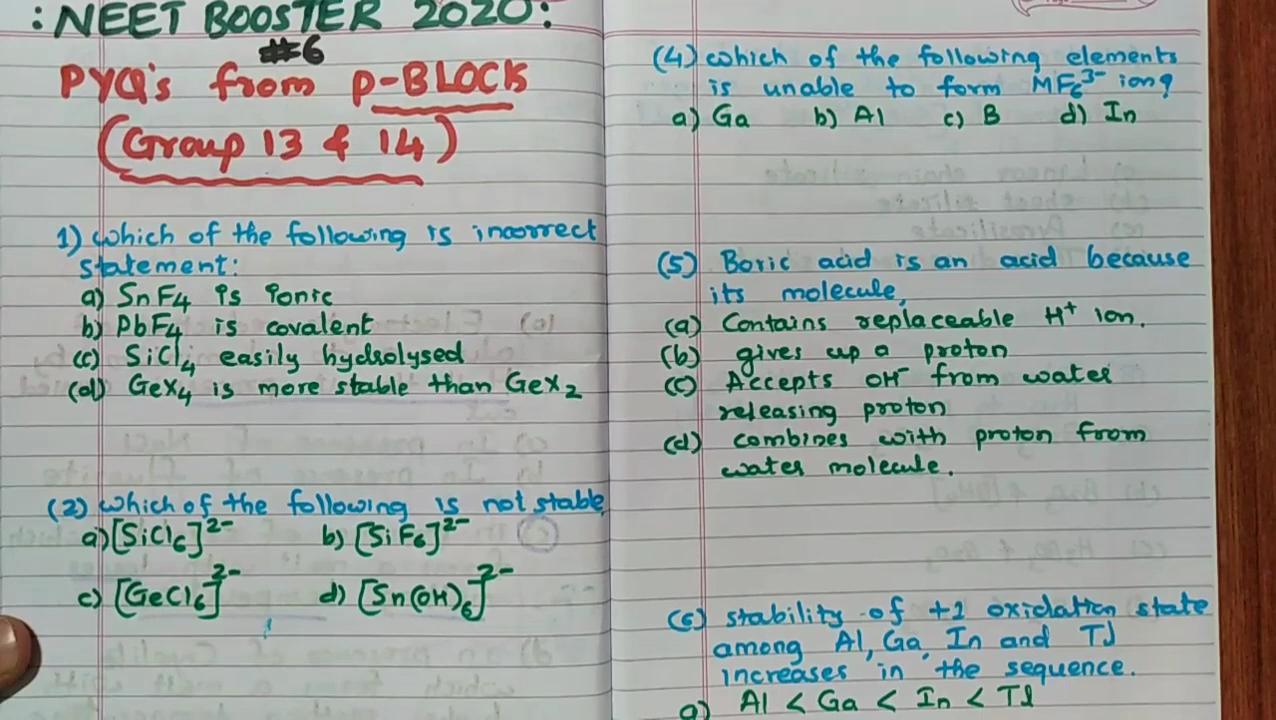 : NEET BOOSTER 2020:
#6
PYQ's from p-BLOCK
(Group 13 & 14)
1) which of the following is incorrect
statement:
a) SnF4 is ionic
b) PbF4 is covalent
(c) SiCl4 easily hydsolysed
(d) GeX4 is more stable than GeX2
(2) which of the following is not stable
a) [SiCl6]2- b) [SiF6]2-
c) [GeCl6]2- d) [Sn(OH)6]2-
(4) which of the following elements
is unable to form MF6 3- ion?
a) Ga b) Al c) B d) In
(5) Boric acid is an acid because
its molecule,
(a) Contains replaceable H+ ion.
(b) gives up a proton
(c) Accepts OH- from water
releasing proton
(d) combines with proton from
water molecule.
(6) stability of +1 oxidation state
among Al, Ga, In and Tl
increases in the sequence.
a) Al < Ga < In < Tl